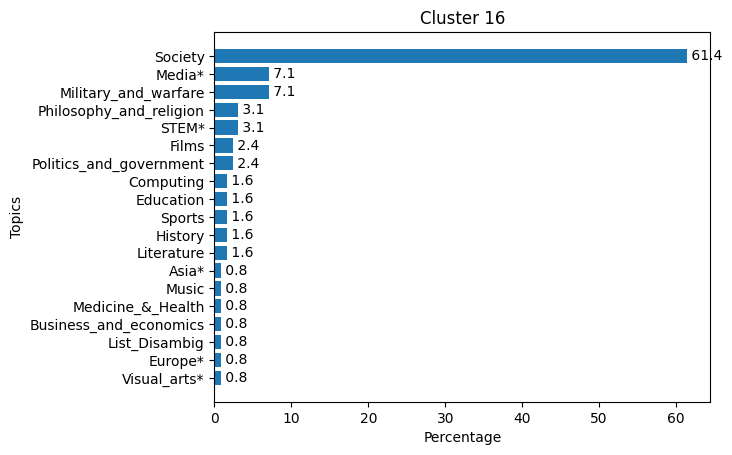 Cluster 16
Society 61.4
Media* 7.1
Military_and_warfare 7.1
Philosophy_and_religion 3.1
STEM* 3.1
Films 2.4
Politics_and_government 2.4
Computing 1.6
Education 1.6
Sports 1.6
History 1.6
Literature 1.6
Asia* 0.8
Music 0.8
Medicine_&_Health 0.8
Business_and_economics 0.8
List_Disambig 0.8
Europe* 0.8
Visual_arts* 0.8
Topics
0 10 20 30 40 50 60
Percentage